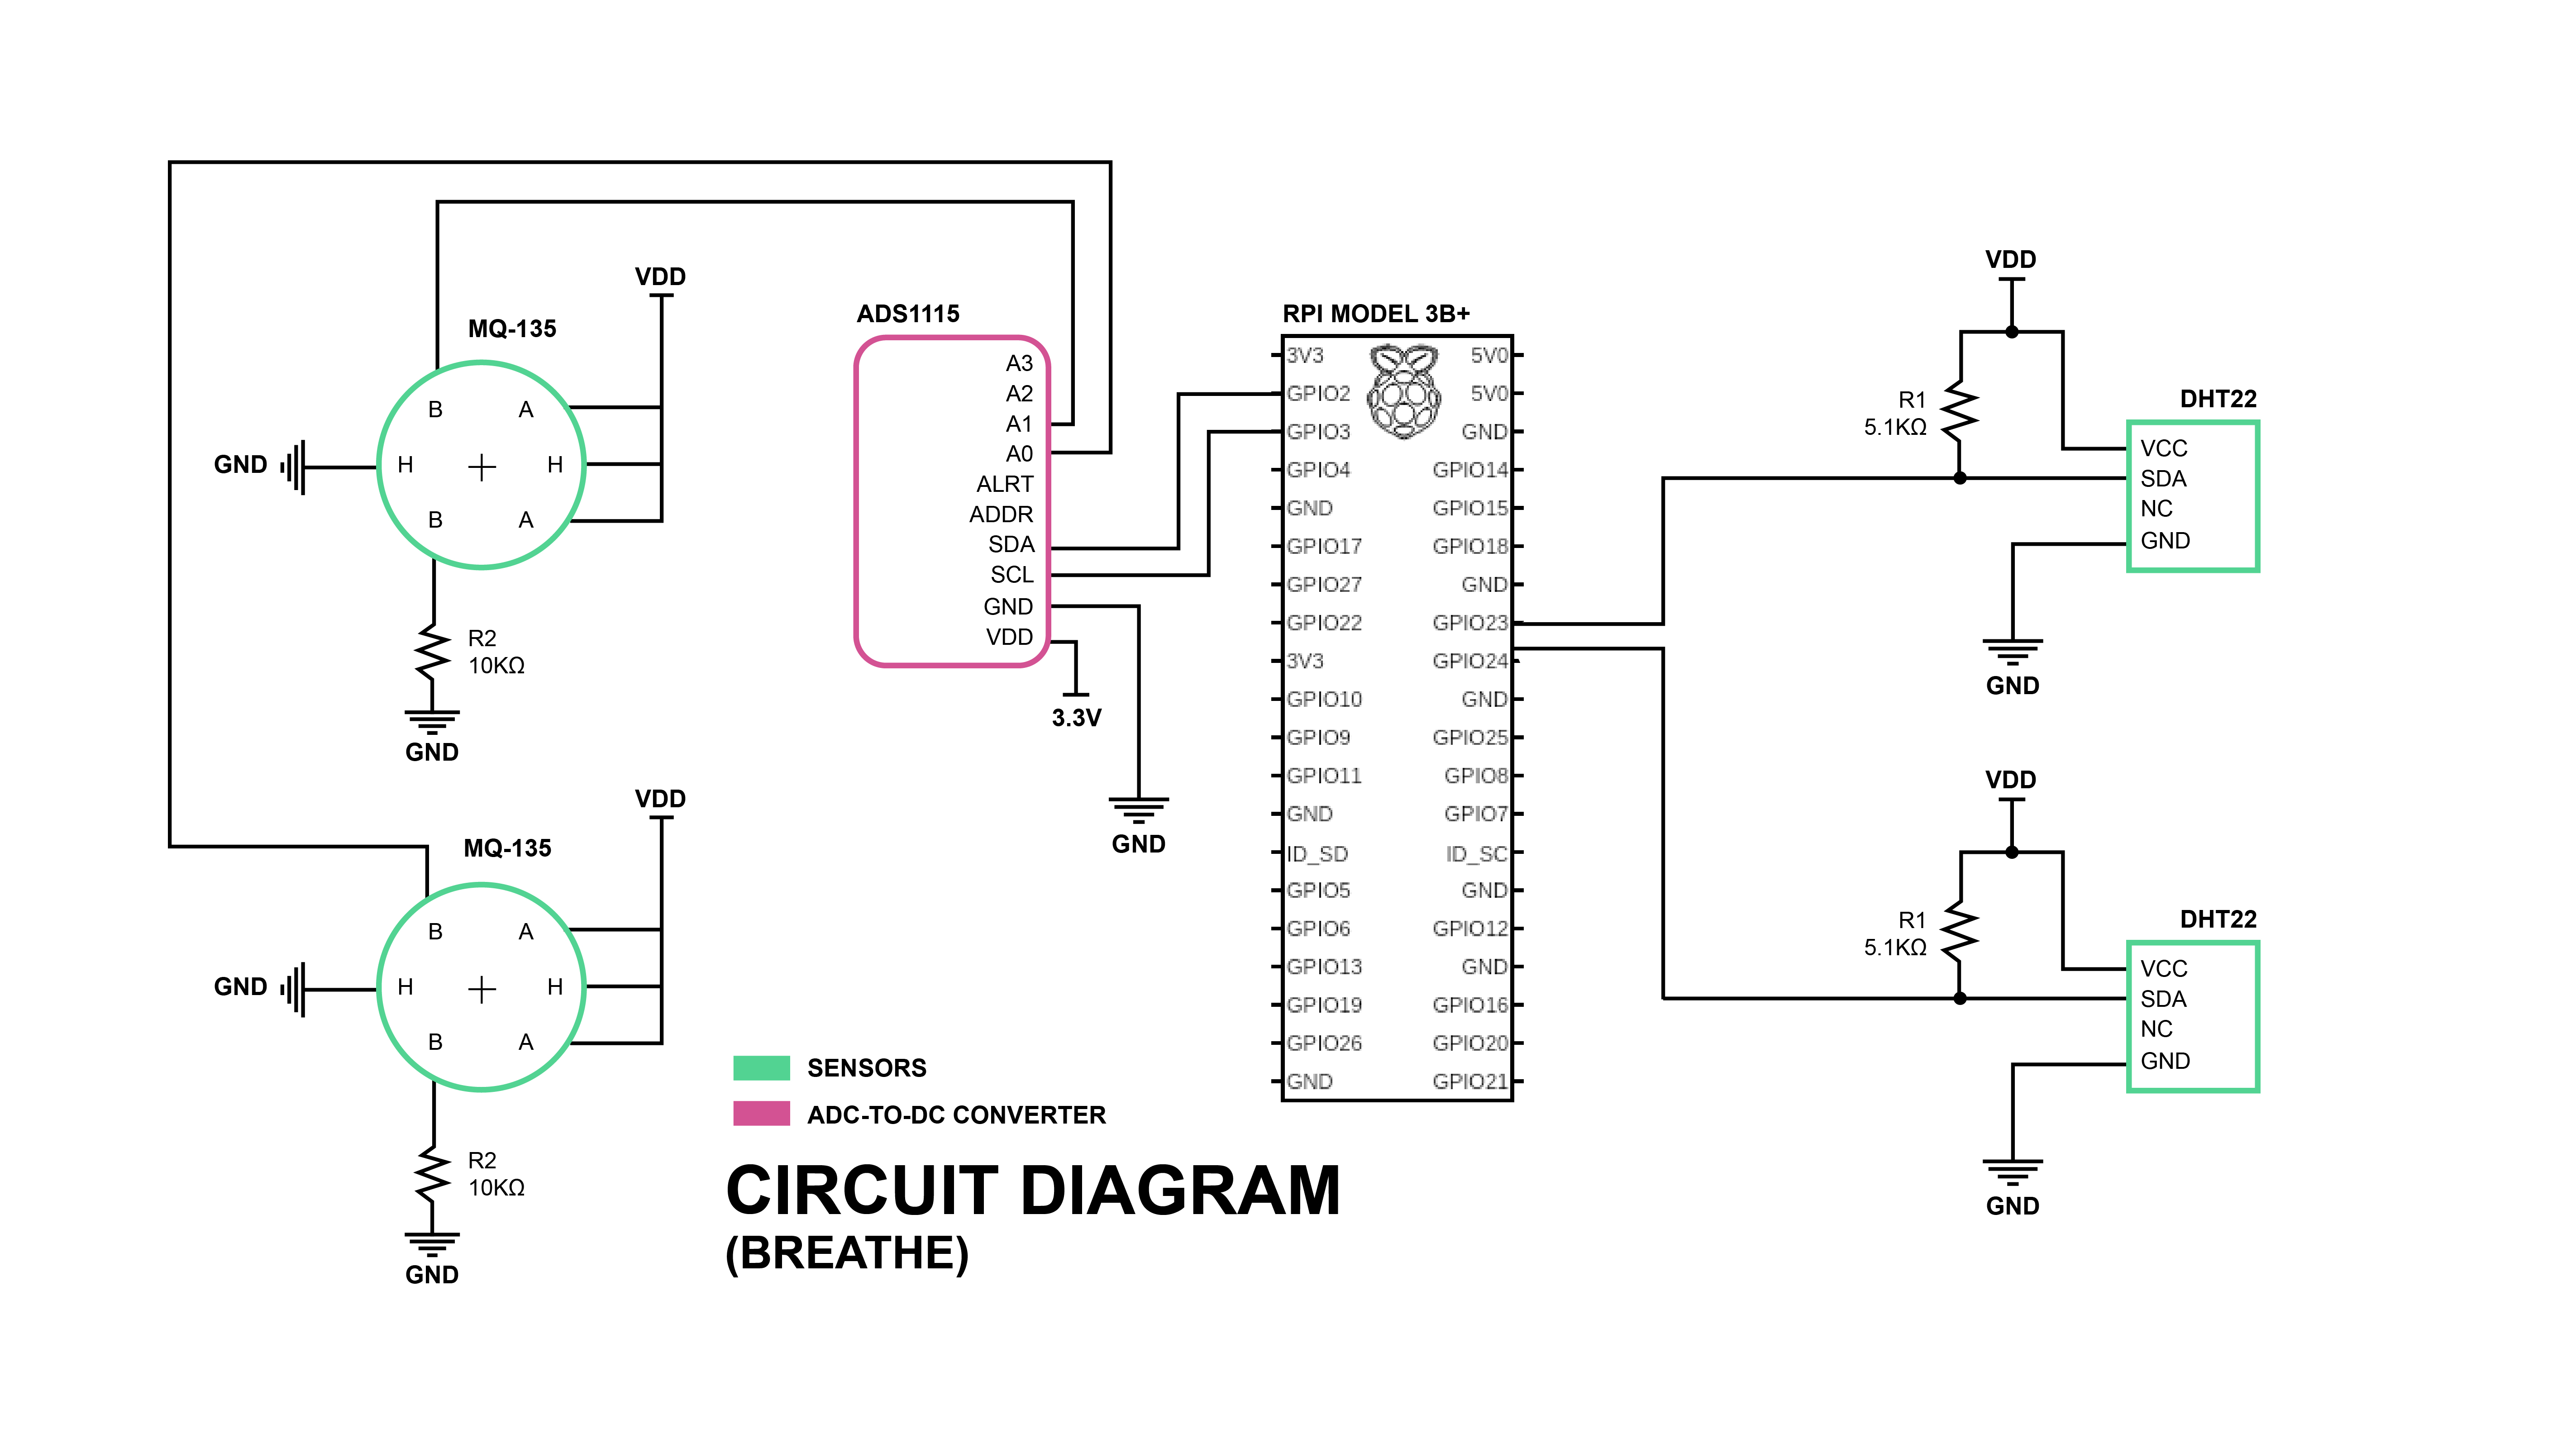 VDD
MQ-135
B A
GND H H
B A
R2
10KΩ
GND
VDD
MQ-135
B A
GND H H
B A
R2
10KΩ
GND
ADS1115
A3
A2
A1
A0
ALRT
ADDR
SDA
SCL
GND
VDD
3.3V
GND
RPI MODEL 3B+
3V3 5V0
GPIO2 5V0
GPIO3 GND
GPIO4 GPIO14
GND GPIO15
GPIO17 GPIO18
GPIO27 GND
GPIO22 GPIO23
3V3 GPIO24
GPIO10 GND
GPIO9 GPIO25
GPIO11 GPIO8
GND GPIO7
ID_SD ID_SC
GPIO5 GND
GPIO6 GPIO12
GPIO13 GND
GPIO19 GPIO16
GPIO26 GPIO20
GND GPIO21
VDD
R1
5.1KΩ
DHT22
VCC
SDA
NC
GND
GND
VDD
R1
5.1KΩ
DHT22
VCC
SDA
NC
GND
GND
SENSORS
ADC-TO-DC CONVERTER
CIRCUIT DIAGRAM
(BREATHE)